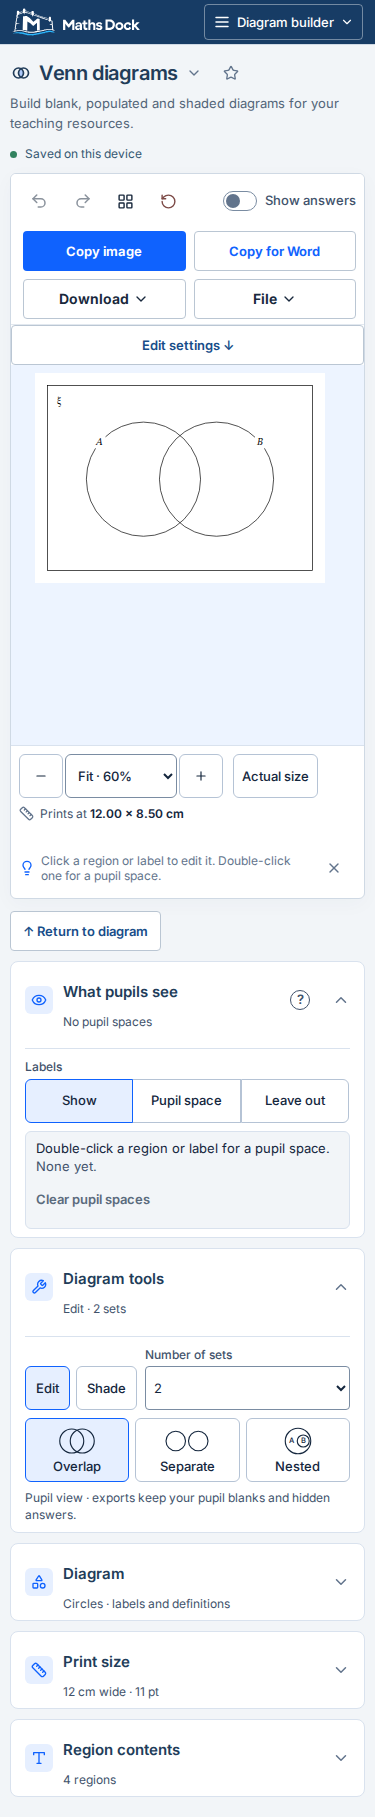 Maths Dock
Diagram builder
Venn diagrams
Build blank, populated and shaded diagrams for your
teaching resources.
Saved on this device
Show answers
Copy image
Copy for Word
Download
File
Edit settings ↓
ξ
A
B
−
Fit · 60%
+
Actual size
Prints at 12.00 × 8.50 cm
Click a region or label to edit it. Double-click
one for a pupil space.
↑ Return to diagram
What pupils see
?
No pupil spaces
Labels
Show
Pupil space
Leave out
Double-click a region or label for a pupil space.
None yet.
Clear pupil spaces
Diagram tools
Edit · 2 sets
Number of sets
Edit
Shade
2
A B
Overlap
Separate
Nested
Pupil view · exports keep your pupil blanks and hidden
answers.
Diagram
Circles · labels and definitions
Print size
12 cm wide · 11 pt
Region contents
4 regions